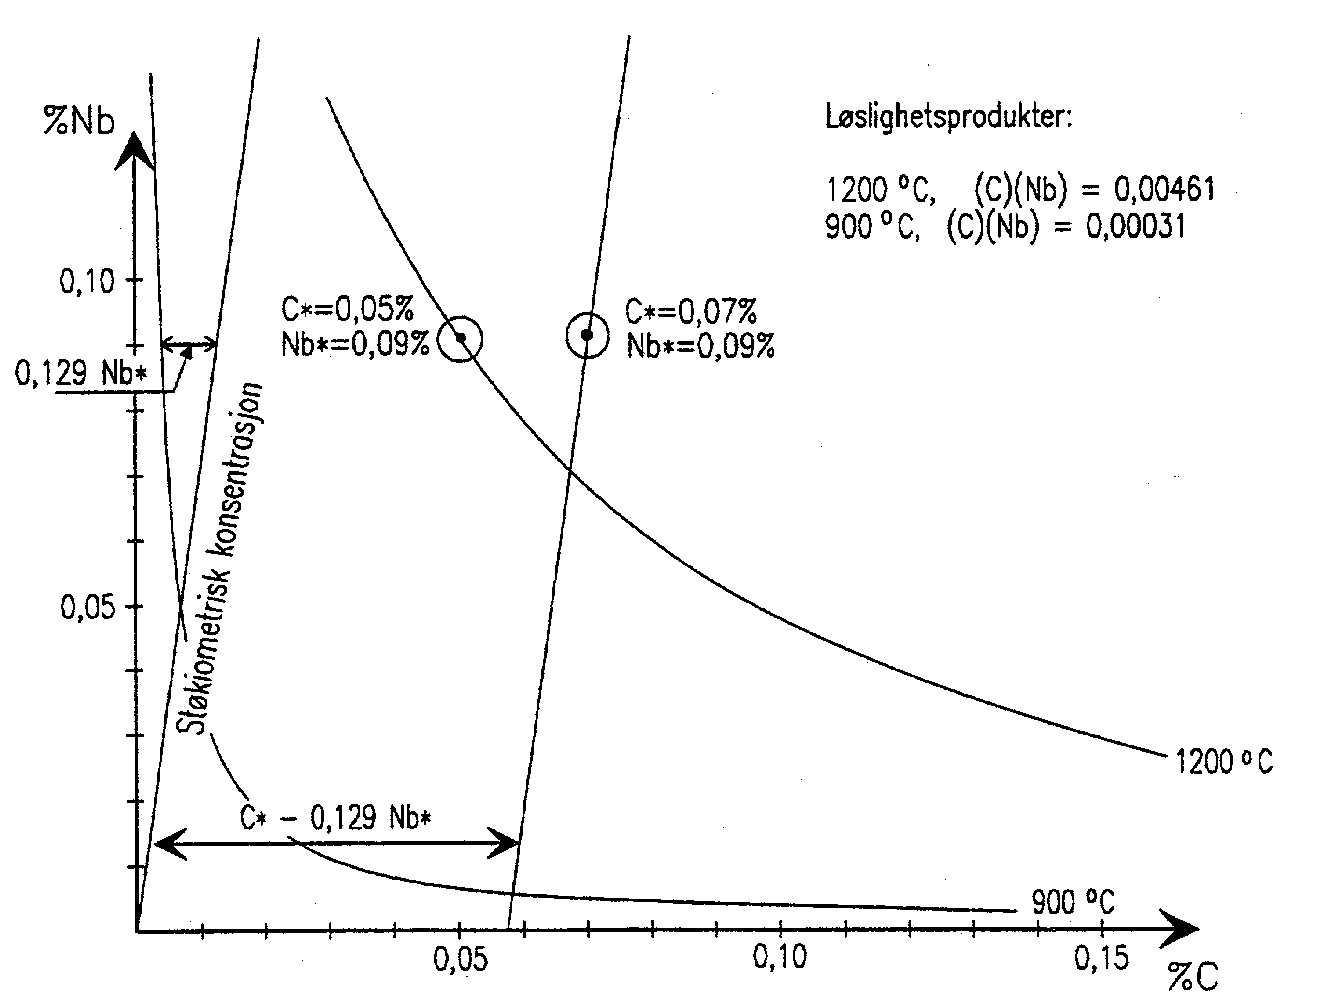 %Nb
Løslighetsprodukter:
1200 °C, (C)(Nb) = 0,00461
900 °C, (C)(Nb) = 0,00031
0,10
C*=0,05%
Nb*=0,09%
C*=0,07%
Nb*=0,09%
0,129 Nb*
Støkiometrisk konsentrasjon
0,05
1200 °C
C* – 0,129 Nb*
900 °C
0,05
0,10
0,15
%C